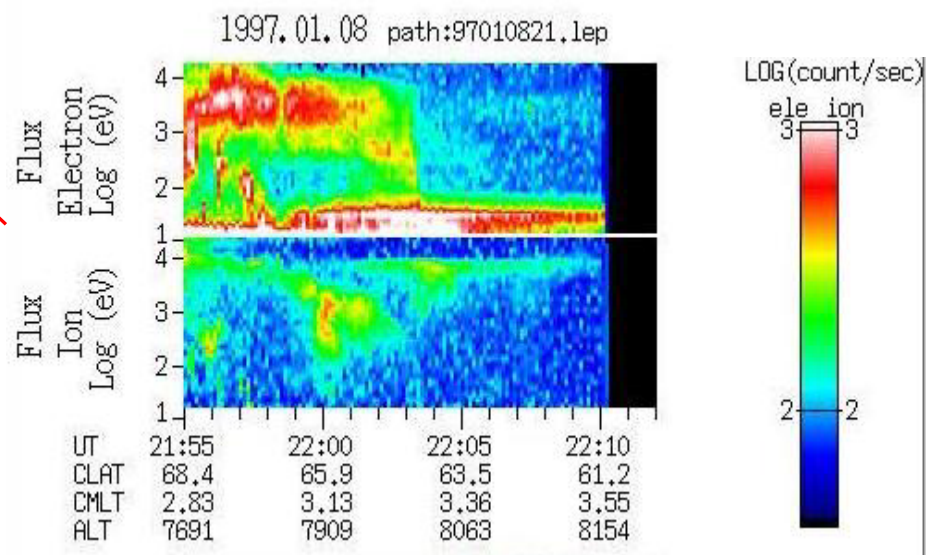 1997.01.08 path:97010821.lep
LOG(count/sec)
ele ion
3 3
2 2
Flux
Electron
Log (eV)
4
3
2
1
Flux
Ion
Log (eV)
4
3
2
1
UT 21:55 22:00 22:05 22:10
CLAT 68.4 65.9 63.5 61.2
CMLT 2.83 3.13 3.36 3.55
ALT 7691 7909 8063 8154